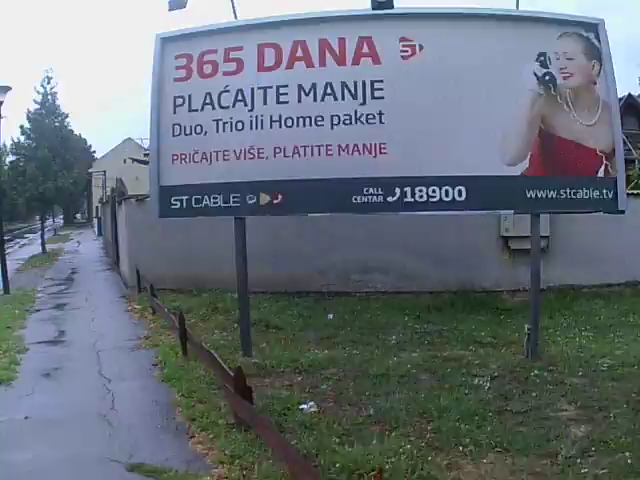 365 DANA ST
PLAĆAJTE MANJE
Duo, Trio ili Home paket
PRIČAJTE VIŠE, PLATITE MANJE
ST CABLE CALL CENTAR 18900 www.stcable.tv